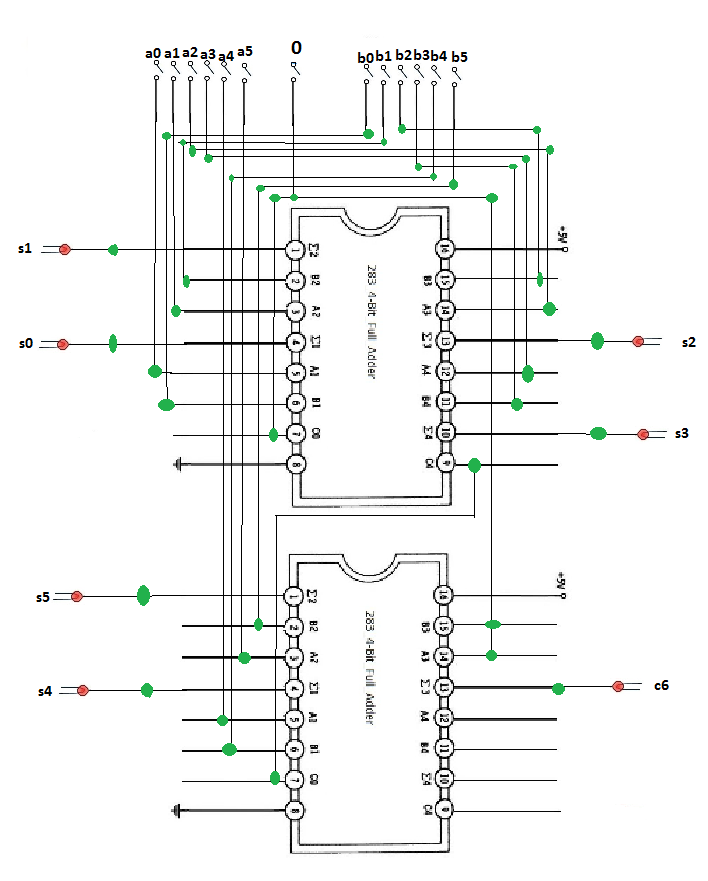 a0 a1 a2 a3 a4 a5 0 b0 b1 b2 b3 b4 b5
s1
s0
s2
s3
1 Σ2
2 B2
3 A2
4 Σ1
5 A1
6 B1
7 C0
8
283 4-Bit Full Adder
16 +5V
15 B3
14 A3
13 Σ3
12 A4
11 B4
10 Σ4
9 C4
s5
s4
c6
1 Σ2
2 B2
3 A2
4 Σ1
5 A1
6 B1
7 C0
8
283 4-Bit Full Adder
16 +5V
15 B3
14 A3
13 Σ3
12 A4
11 B4
10 Σ4
9 C4